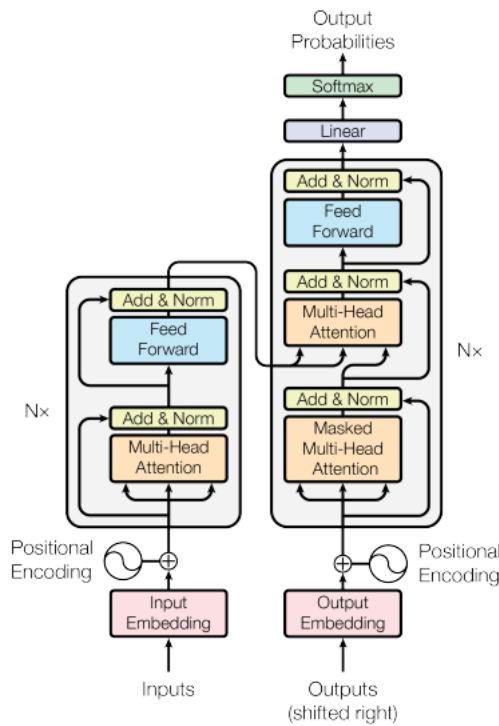 Output
Probabilities
Softmax
Linear
Add & Norm
Feed
Forward
Add & Norm
Multi-Head
Attention
Add & Norm
Masked
Multi-Head
Attention
N×
Add & Norm
Feed
Forward
Add & Norm
Multi-Head
Attention
N×
Positional
Encoding
Positional
Encoding
Input
Embedding
Output
Embedding
Inputs
Outputs
(shifted right)